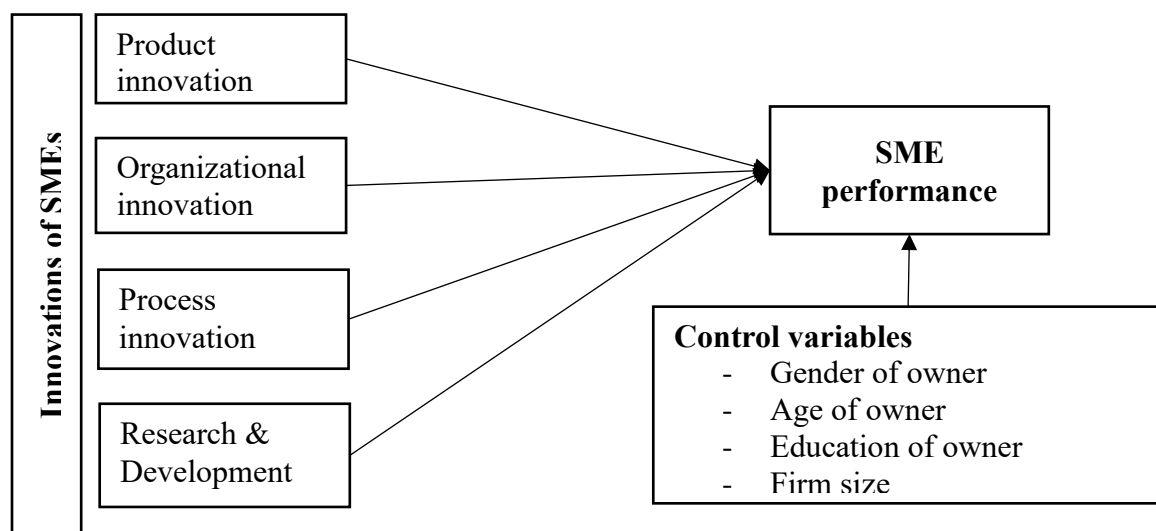 Innovations of SMEs
Product
innovation
Organizational
innovation
Process
innovation
Research &
Development
SME
performance
Control variables
- Gender of owner
- Age of owner
- Education of owner
- Firm size